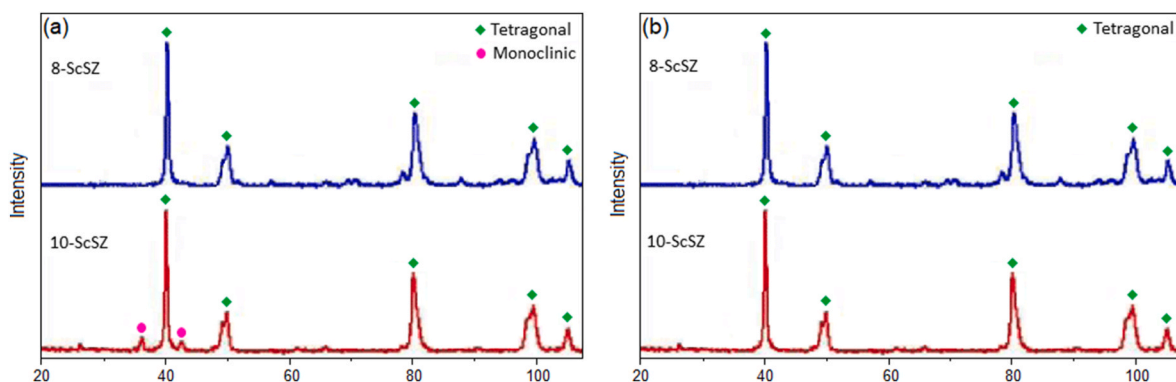 (a)
Tetragonal
Monoclinic
8-ScSZ
10-ScSZ
Intensity
20 40 60 80 100
(b)
Tetragonal
8-ScSZ
10-ScSZ
Intensity
20 40 60 80 100